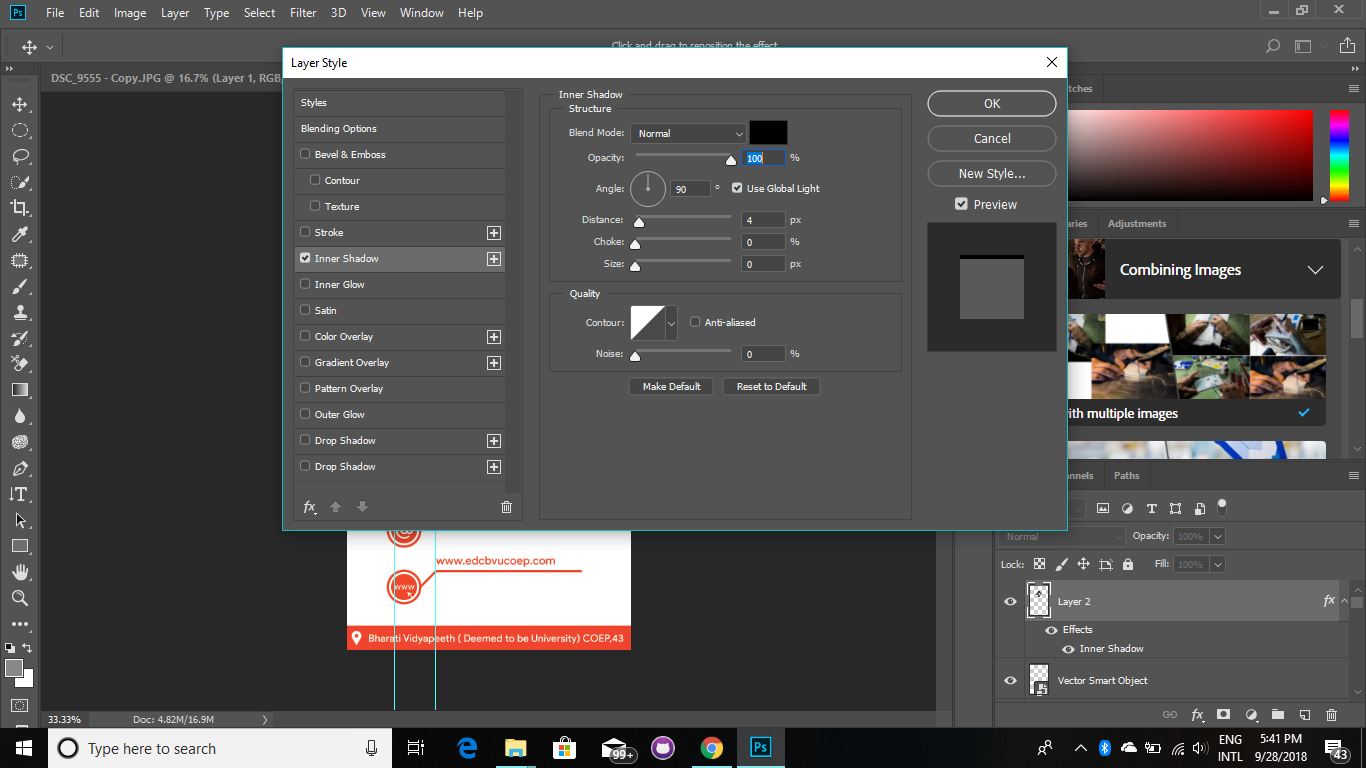 Ps File Edit Image Layer Type Select Filter 3D View Window Help
Click and drag to reposition the effect.
DSC_9555 - Copy.JPG @ 16.7% (Layer 1, RGB
Layer Style
Styles
Blending Options
Bevel & Emboss
Contour
Texture
Stroke
Inner Shadow
Inner Glow
Satin
Color Overlay
Gradient Overlay
Pattern Overlay
Outer Glow
Drop Shadow
Drop Shadow
fx
Inner Shadow
Structure
Blend Mode: Normal
Opacity: 100 %
Angle: 90 ° Use Global Light
Distance: 4 px
Choke: 0 %
Size: 0 px
Quality
Contour: Anti-aliased
Noise: 0 %
Make Default Reset to Default
OK
Cancel
New Style...
Preview
tches
aries Adjustments
Combining Images
ith multiple images
nnels Paths
Normal Opacity: 100%
Lock: Fill: 100%
Layer 2 fx
Effects
Inner Shadow
Vector Smart Object
fx
www.edcbvucoep.com
www
Bharati Vidyapeeth ( Deemed to be University) COEP,43
33.33% Doc: 4.82M/16.9M
Type here to search
99+
Ps
ENG
INTL
5:41 PM
9/28/2018
43